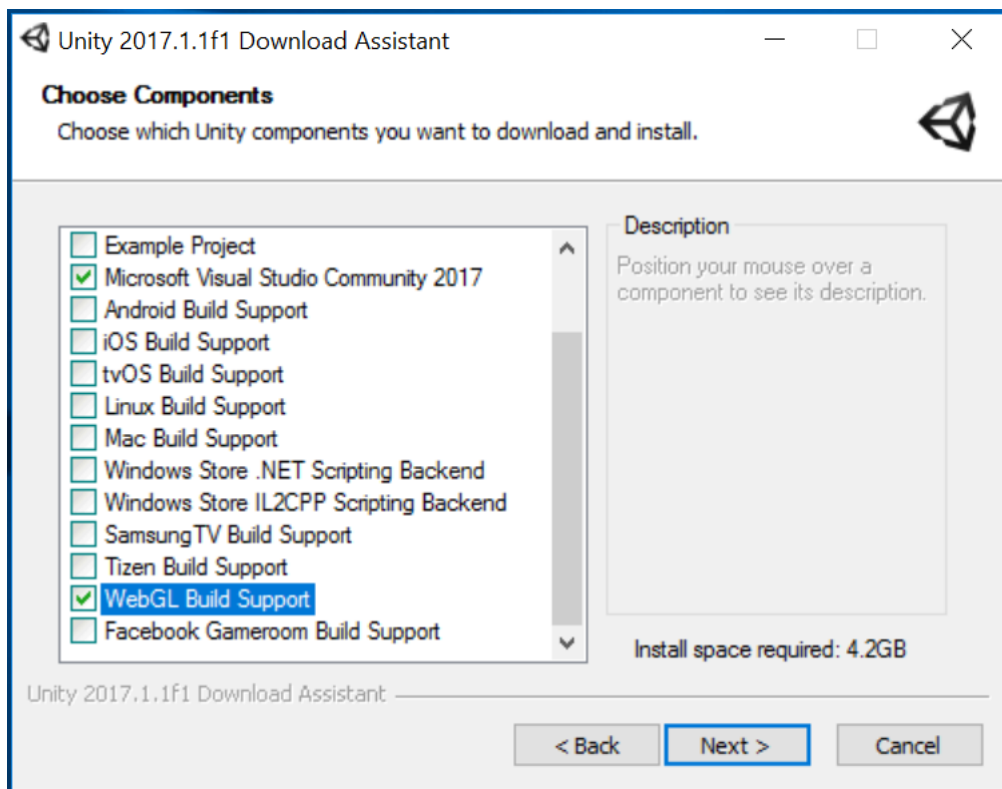 Unity 2017.1.1f1 Download Assistant
Choose Components
Choose which Unity components you want to download and install.
Example Project
Microsoft Visual Studio Community 2017
Android Build Support
iOS Build Support
tvOS Build Support
Linux Build Support
Mac Build Support
Windows Store .NET Scripting Backend
Windows Store IL2CPP Scripting Backend
SamsungTV Build Support
Tizen Build Support
WebGL Build Support
Facebook Gameroom Build Support
Description
Position your mouse over a
component to see its description.
Install space required: 4.2GB
Unity 2017.1.1f1 Download Assistant
< Back
Next >
Cancel